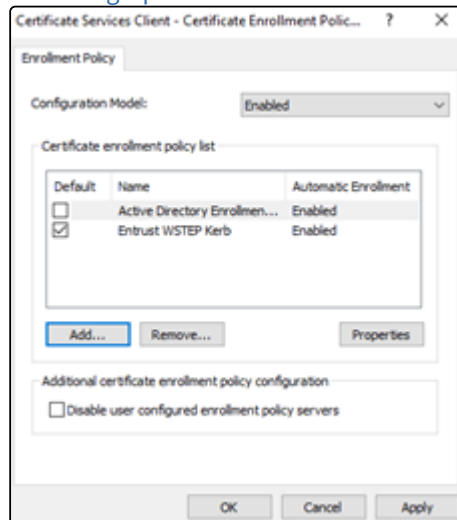 Certificate Services Client - Certificate Enrollment Polic... ? ×
Enrollment Policy
Configuration Model: Enabled
Certificate enrollment policy list
Default Name Automatic Enrollment
Active Directory Enrollmen... Enabled
Entrust WSTEP Kerb Enabled
Add... Remove... Properties
Additional certificate enrollment policy configuration
Disable user configured enrollment policy servers
OK Cancel Apply